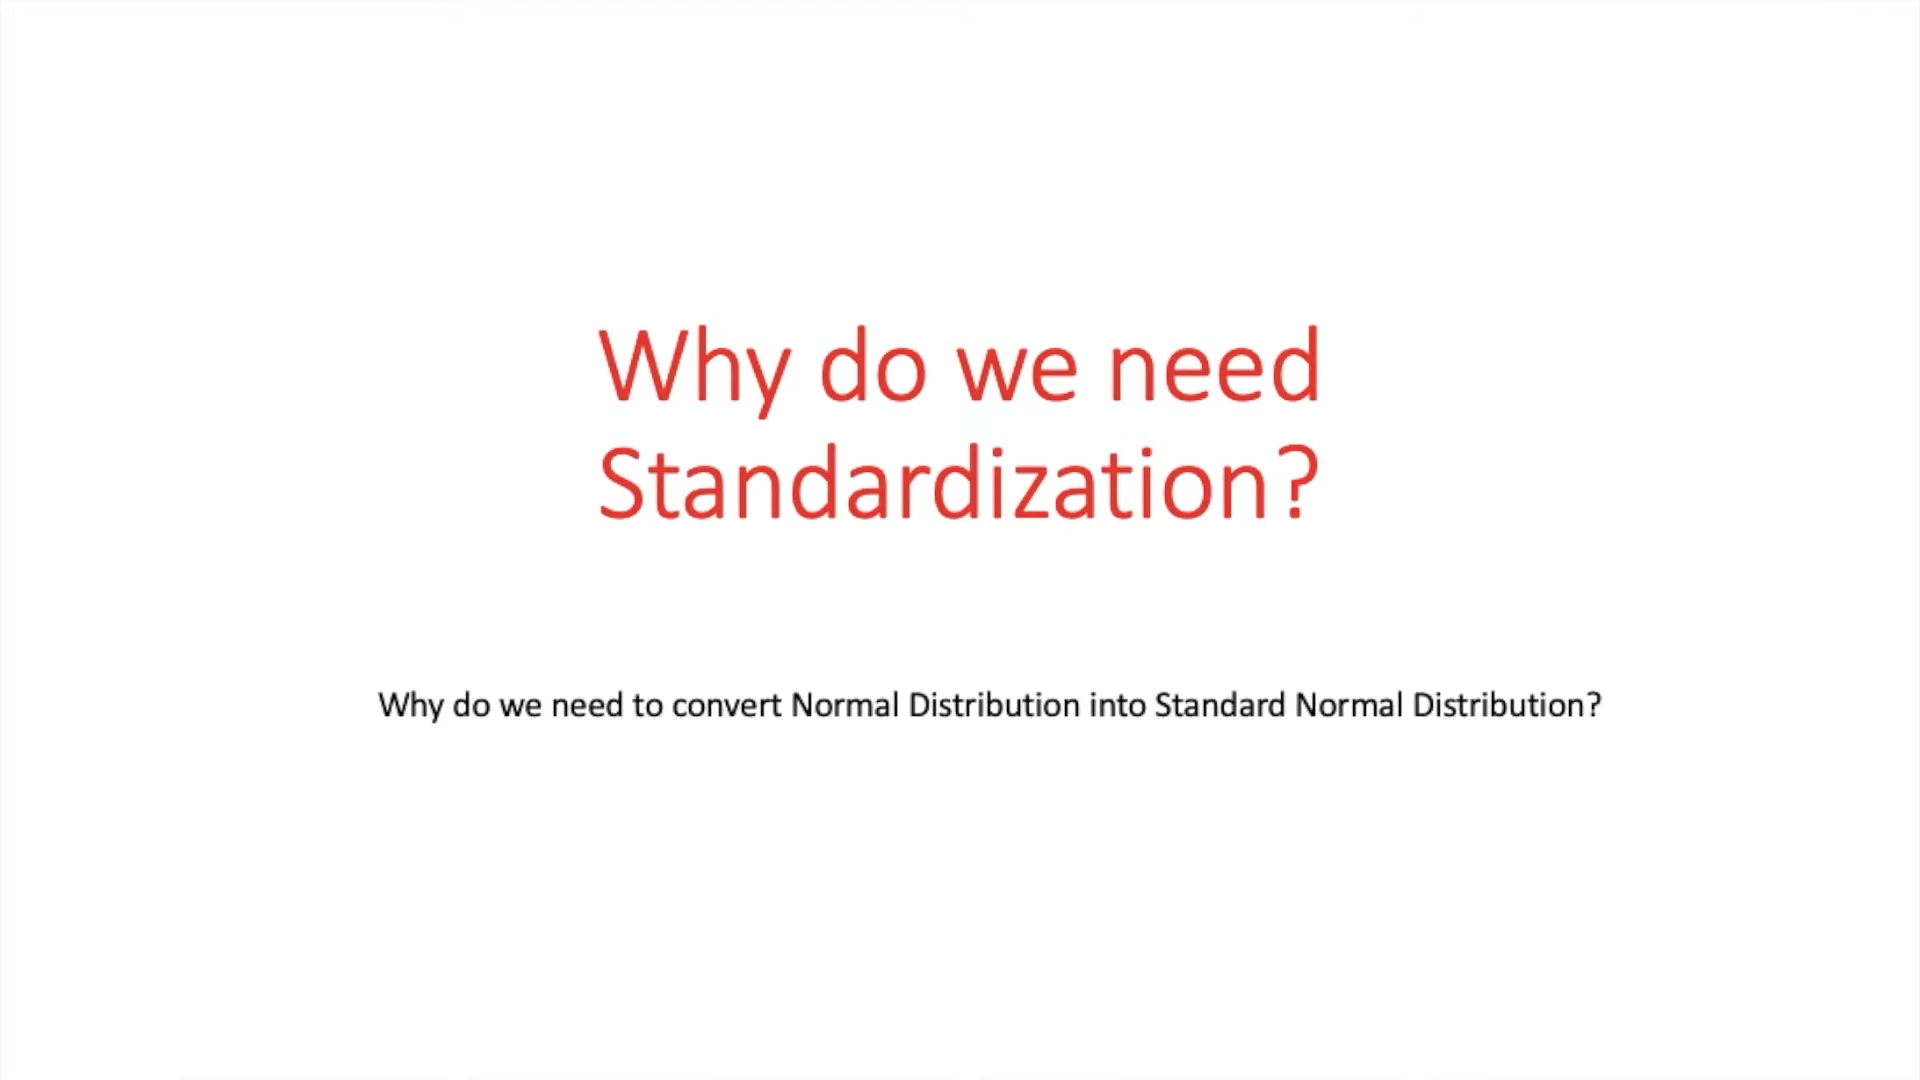 Why do we need
Standardization?
Why do we need to convert Normal Distribution into Standard Normal Distribution?